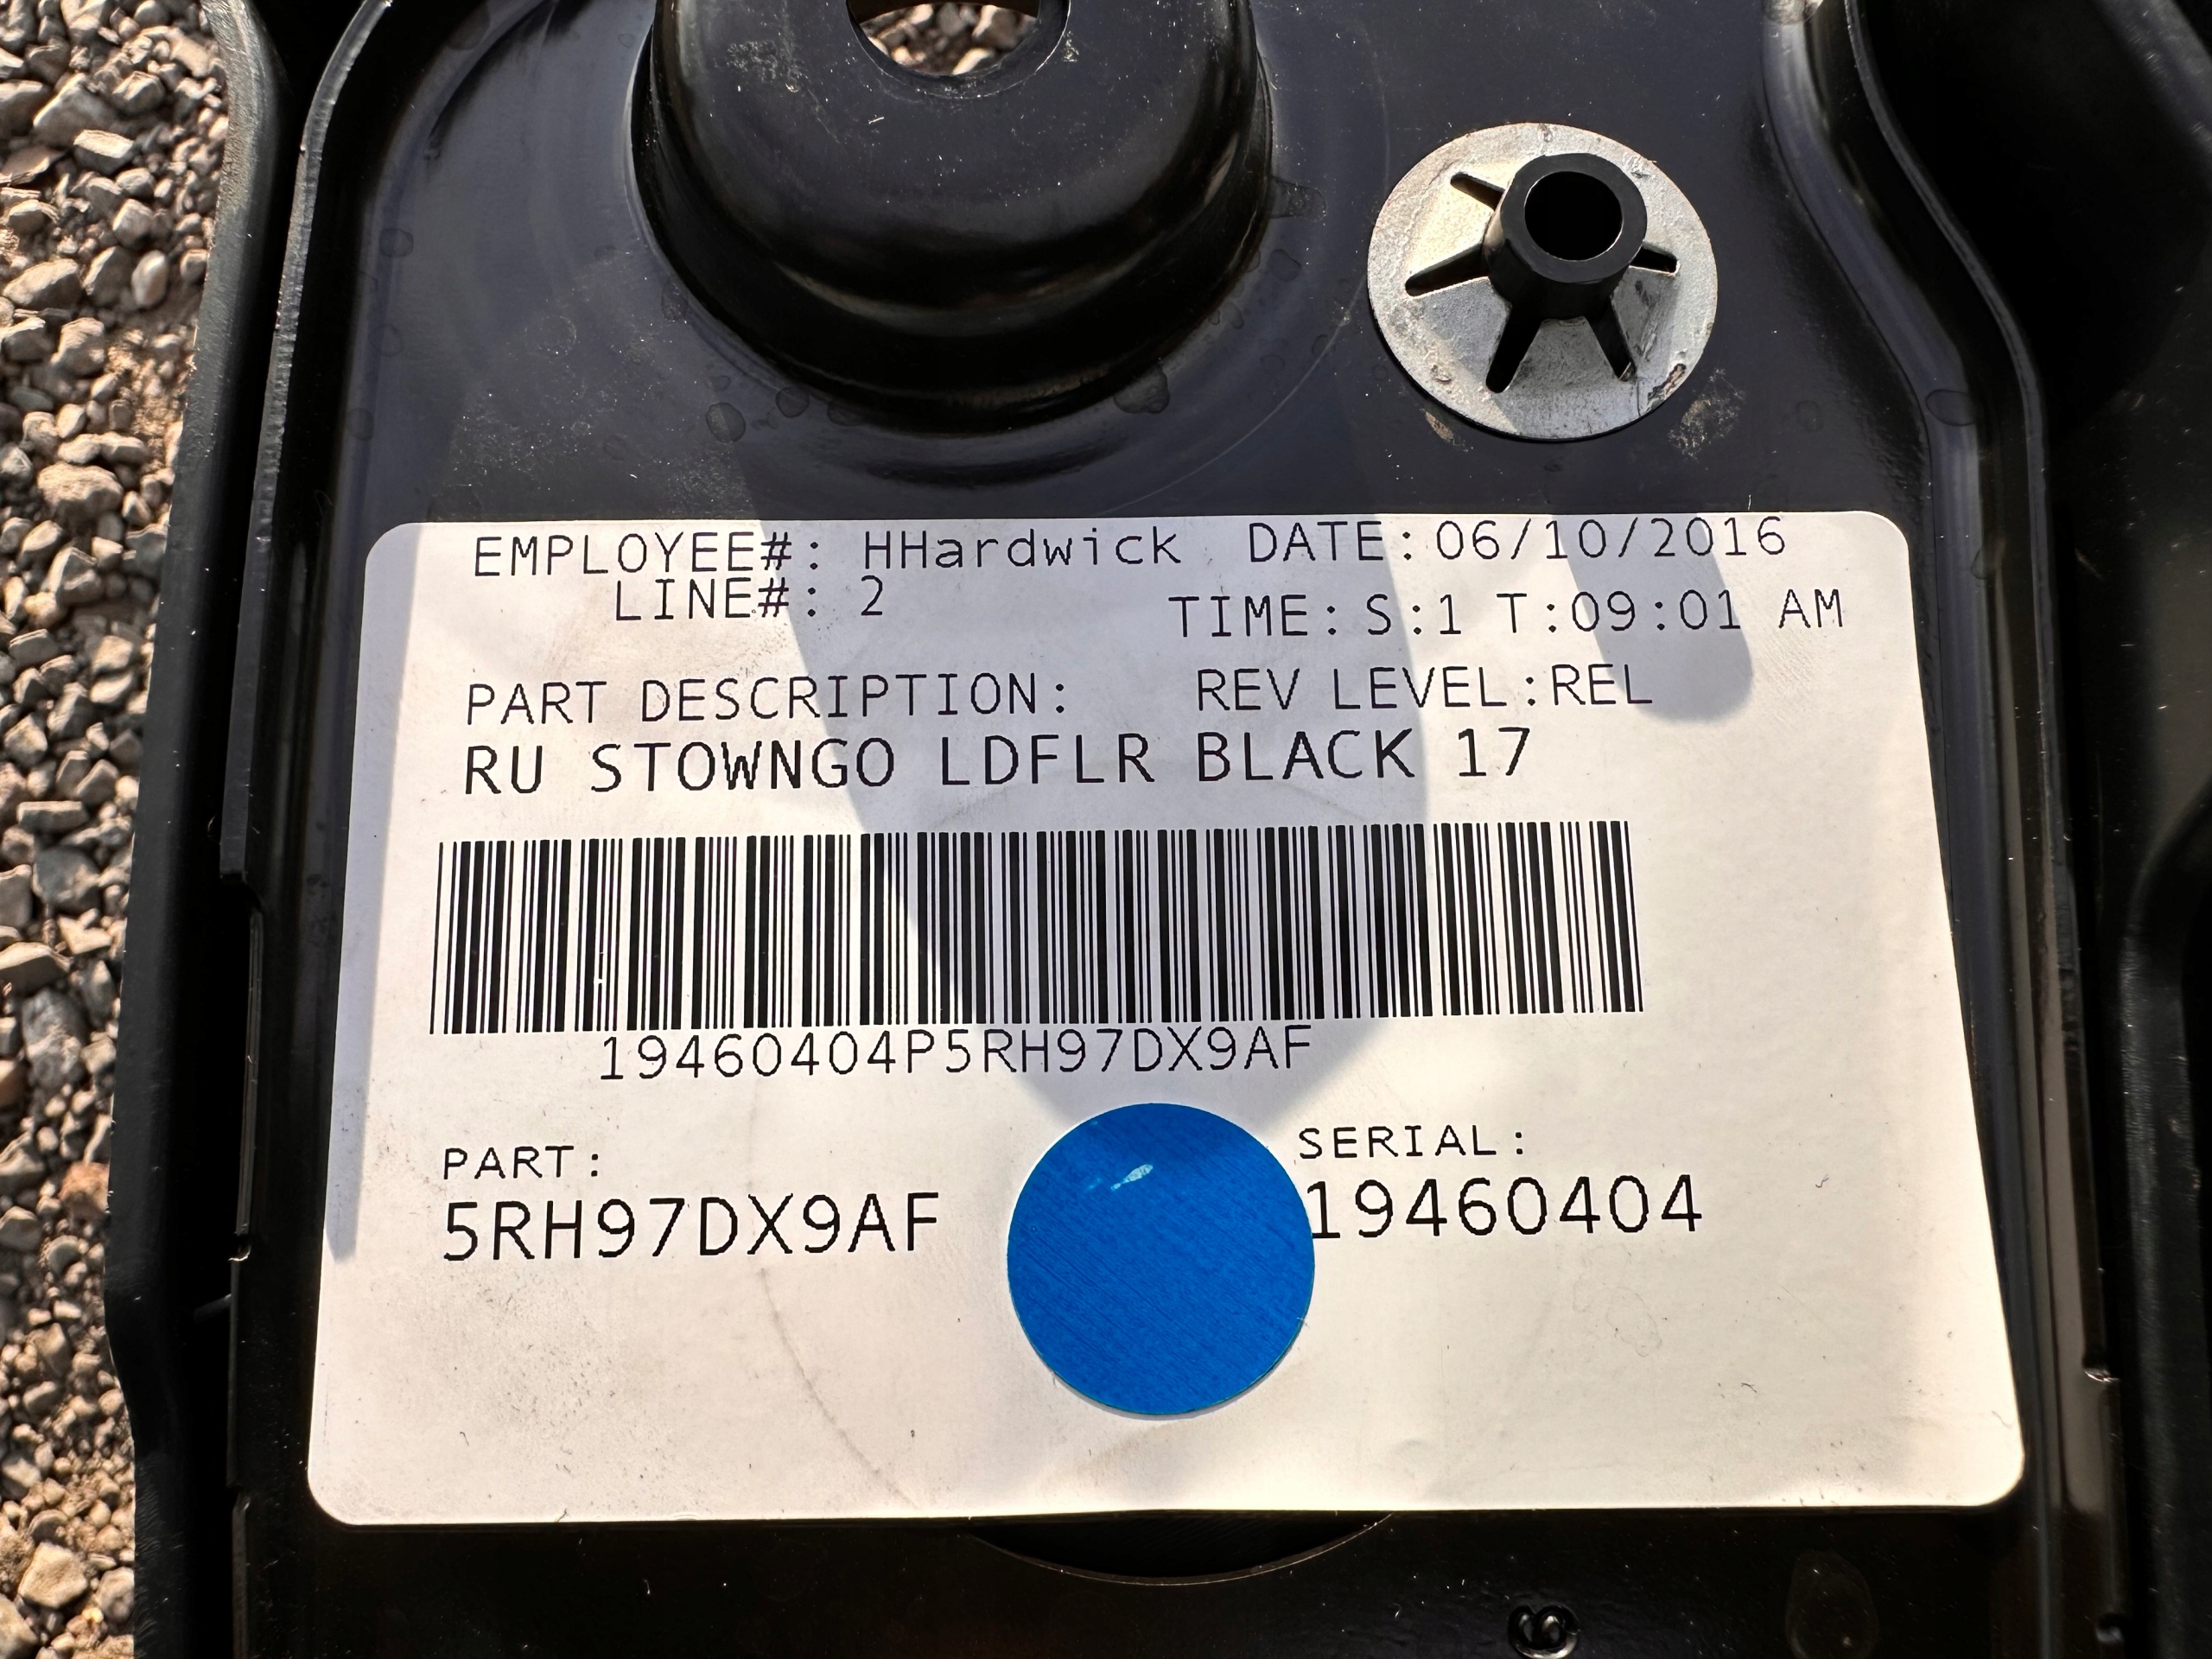 EMPLOYEE#: HHardwick DATE:06/10/2016
LINE#: 2 TIME:S:1 T:09:01 AM
PART DESCRIPTION: REV LEVEL:REL
RU STOWNGO LDFLR BLACK 17
19460404P5RH97DX9AF
PART: SERIAL:
5RH97DX9AF 19460404